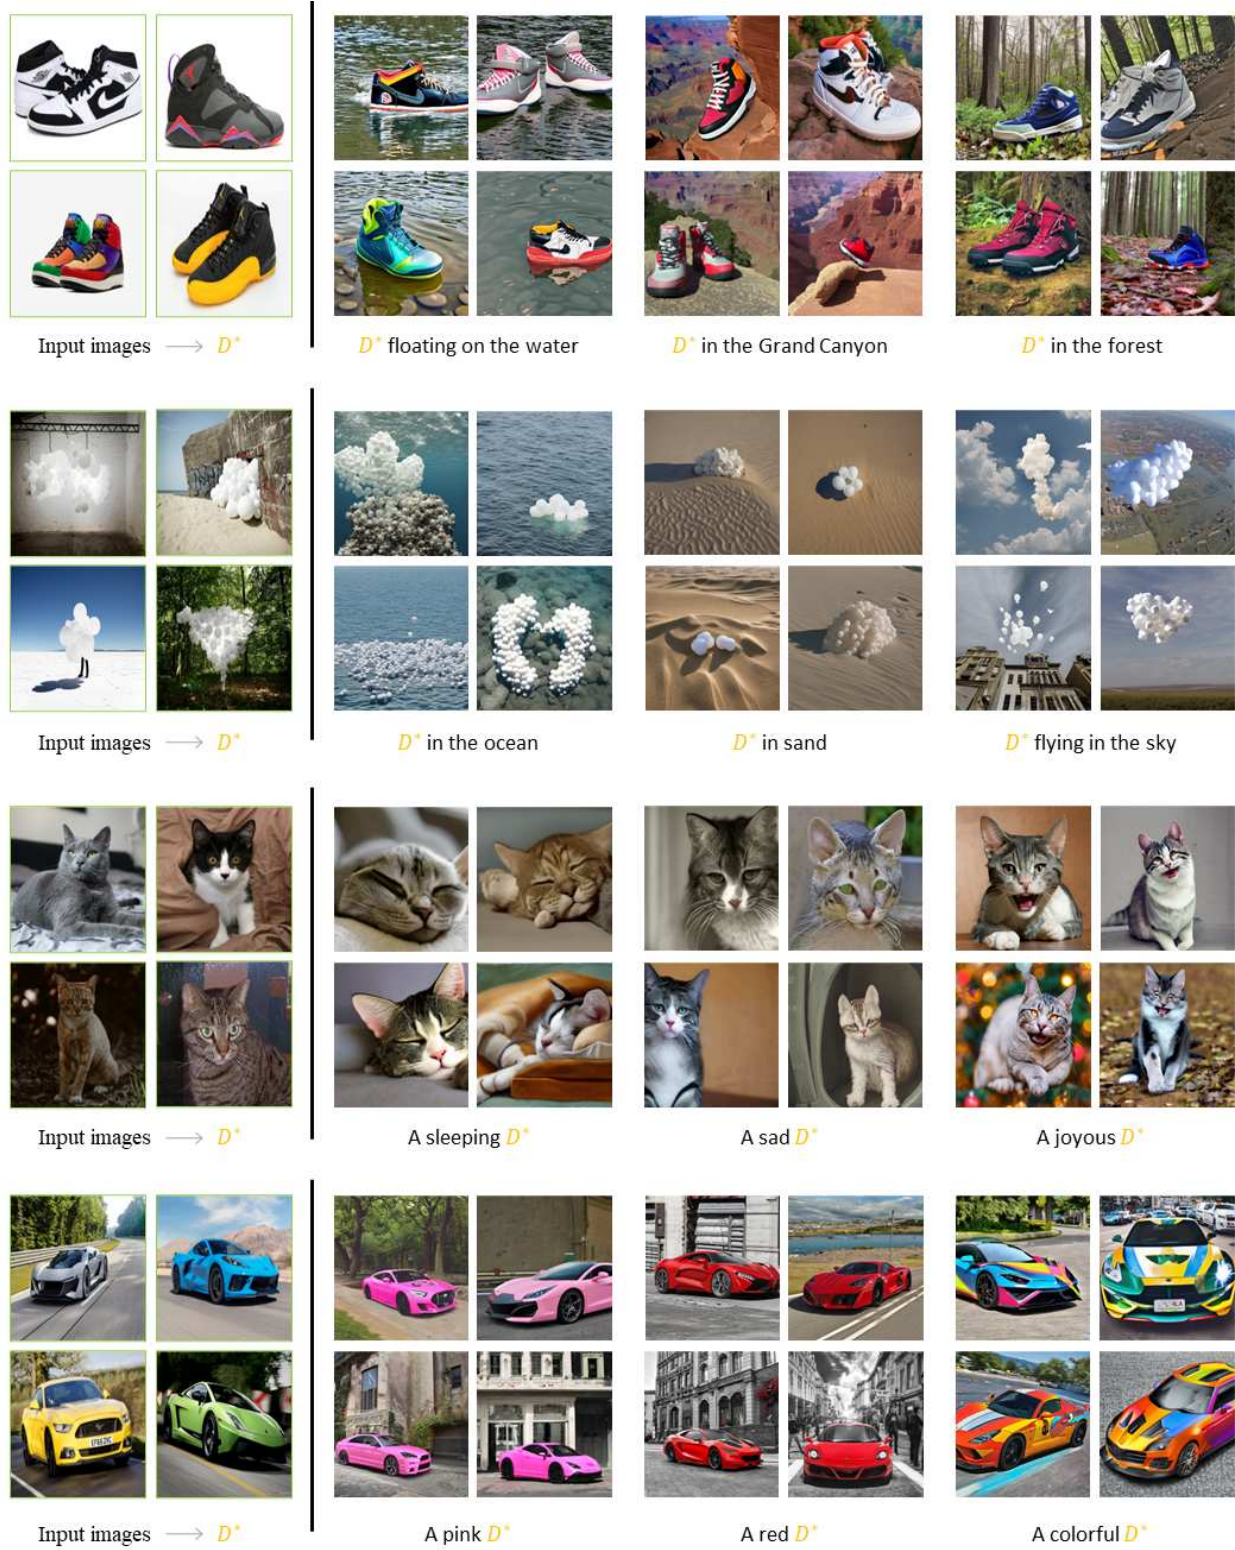 Input images → D* D* floating on the water D* in the Grand Canyon D* in the forest
Input images → D* D* in the ocean D* in sand D* flying in the sky
Input images → D* A sleeping D* A sad D* A joyous D*
Input images → D* A pink D* A red D* A colorful D*